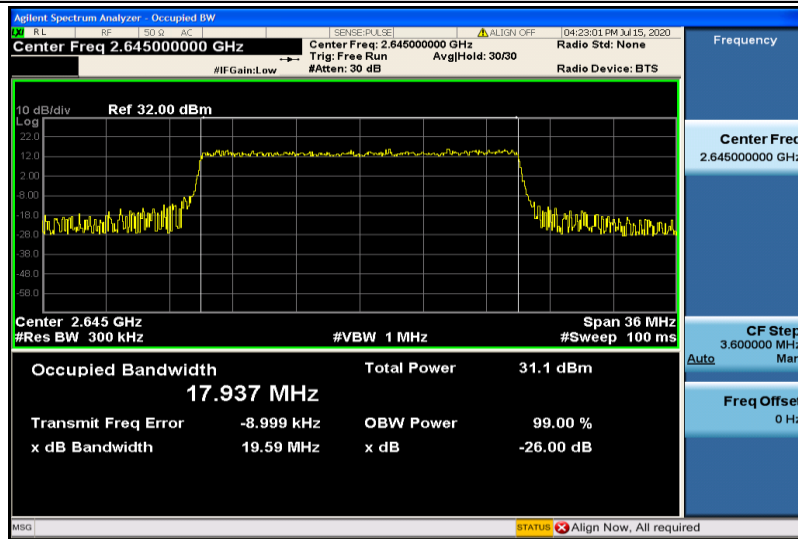 Agilent Spectrum Analyzer - Occupied BW
LXI RL RF 50 Ω AC SENSE:PULSE ALIGN OFF 04:23:01 PM Jul 15, 2020
Center Freq 2.645000000 GHz
Center Freq: 2.645000000 GHz
Radio Std: None
Trig: Free Run Avg|Hold: 30/30
#IFGain:Low
#Atten: 30 dB
Radio Device: BTS
10 dB/div Ref 32.00 dBm
Log
22.0
12.0
2.00
-8.00
-18.0
-28.0
-38.0
-48.0
-58.0
Center 2.645 GHz Span 36 MHz
#Res BW 300 kHz #VBW 1 MHz #Sweep 100 ms
Occupied Bandwidth Total Power 31.1 dBm
17.937 MHz
Transmit Freq Error -8.999 kHz OBW Power 99.00 %
x dB Bandwidth 19.59 MHz x dB -26.00 dB
Frequency
Center Freq
2.645000000 GHz
CF Step
3.600000 MHz
Auto Man
Freq Offset
0 Hz
MSG STATUS Align Now, All required